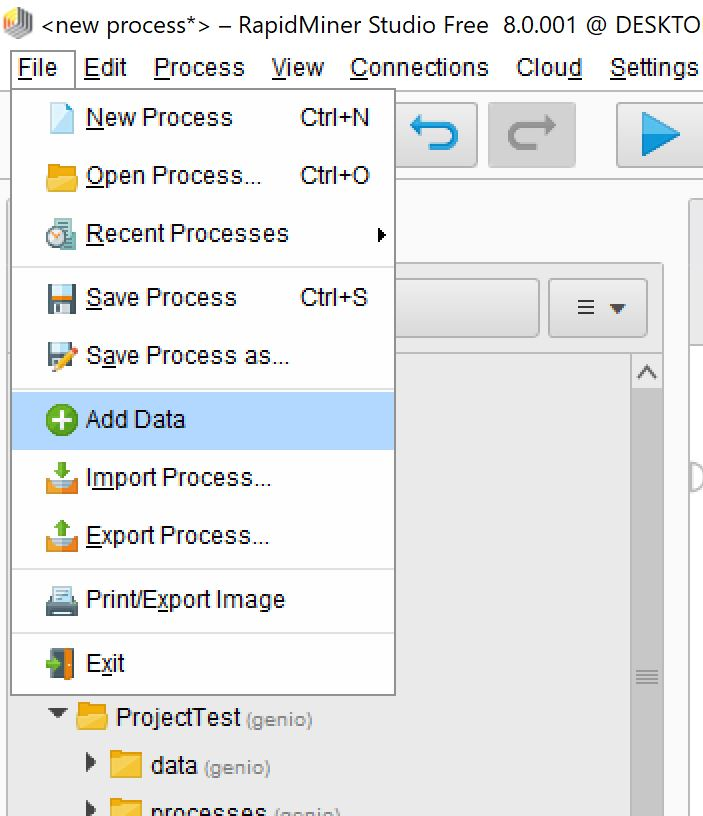 <new process*> – RapidMiner Studio Free 8.0.001 @ DESKTO
File Edit Process View Connections Cloud Settings
New Process Ctrl+N
Open Process... Ctrl+O
Recent Processes
Save Process Ctrl+S
Save Process as...
Add Data
Import Process...
Export Process...
Print/Export Image
Exit
ProjectTest (genio)
data (genio)
processes (genio)